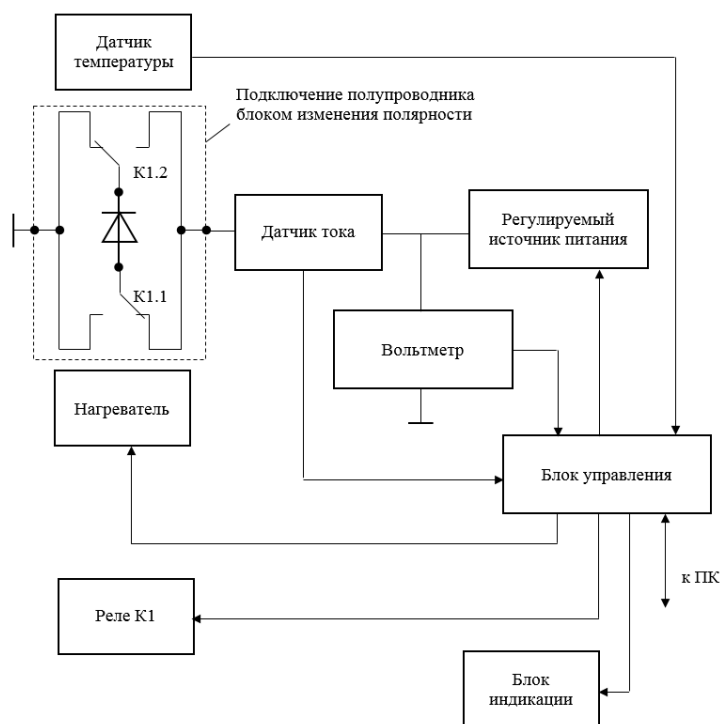 Датчик
температуры
Подключение полупроводника
блоком изменения полярности
К1.2
Датчик тока
Регулируемый
источник питания
К1.1
Вольтметр
Нагреватель
Блок управления
к ПК
Реле К1
Блок
индикации